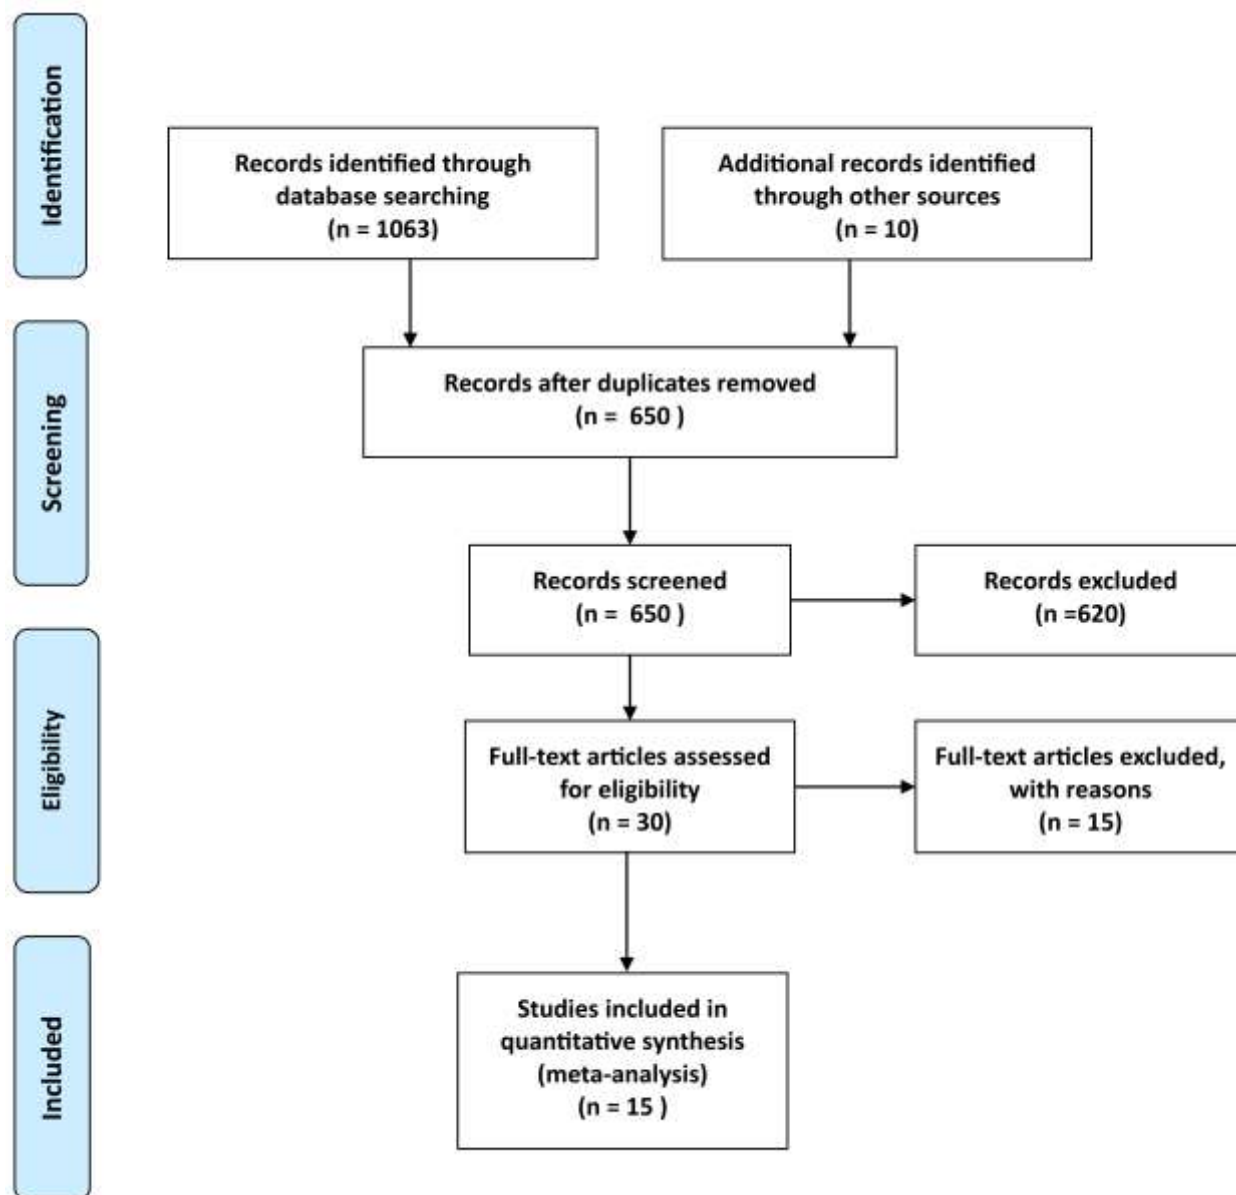 Identification
Records identified through
database searching
(n = 1063)
Additional records identified
through other sources
(n = 10)
Screening
Records after duplicates removed
(n =  650 )
Records screened
(n =  650 )
Records excluded
(n =620)
Eligibility
Full-text articles assessed
for eligibility
(n = 30)
Full-text articles excluded,
with reasons
(n = 15)
Included
Studies included in
quantitative synthesis
(meta-analysis)
(n = 15 )